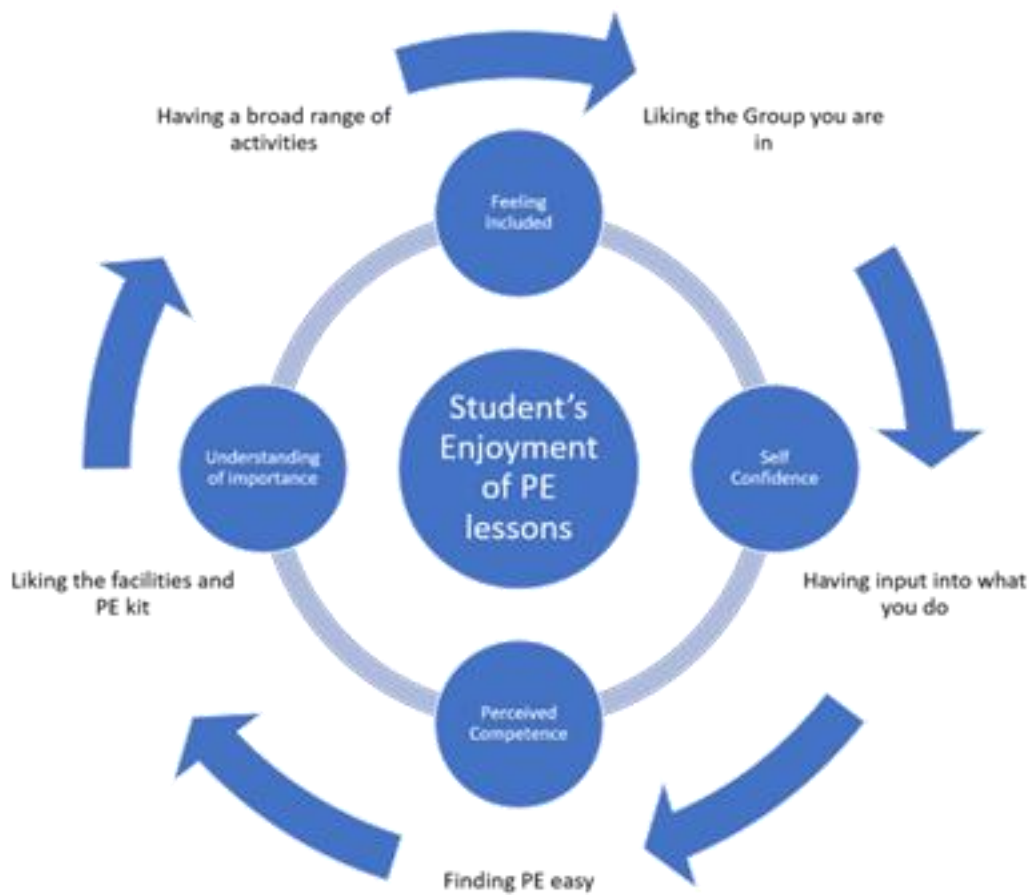 Having a broad range of
activities
Liking the Group you are
in
Feeling
Included
Student's
Enjoyment
of PE
lessons
Understanding
of importance
Self
Confidence
Liking the facilities and
PE kit
Having input into what
you do
Perceived
Competence
Finding PE easy